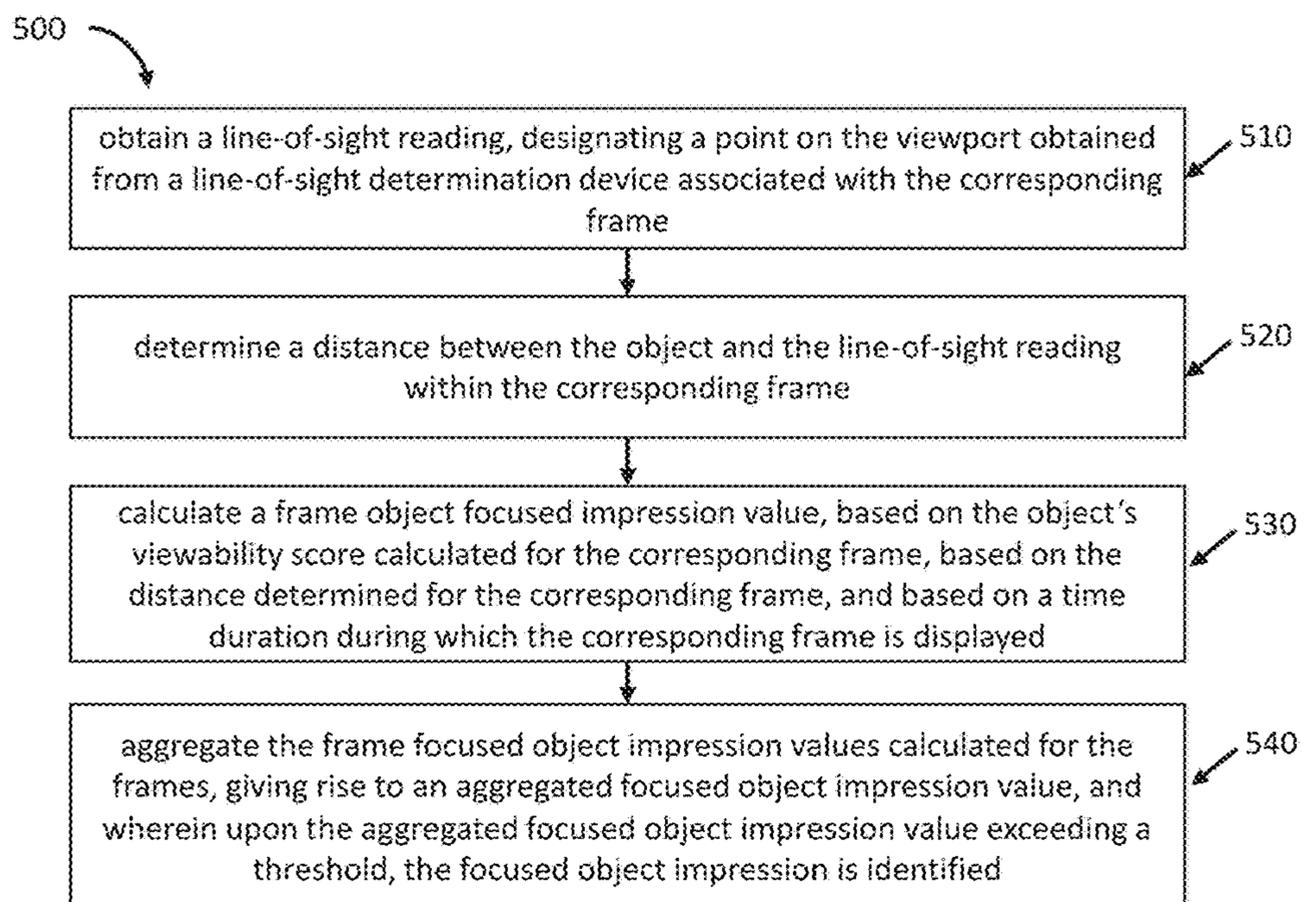 500
obtain a line-of-sight reading, designating a point on the viewport obtained
510
from a line-of-sight determination device associated with the corresponding
frame
determine a distance between the object and the line-of-sight reading
520
within the corresponding frame
calculate a frame object focused impression value, based on the object's
530
viewability score calculated for the corresponding frame, based on the
distance determined for the corresponding frame, and based on a time
duration during which the corresponding frame is displayed
aggregate the frame focused object impression values calculated for the
540
frames, giving rise to an aggregated focused object impression value, and
wherein upon the aggregated focused object impression value exceeding a
threshold, the focused object impression is identified